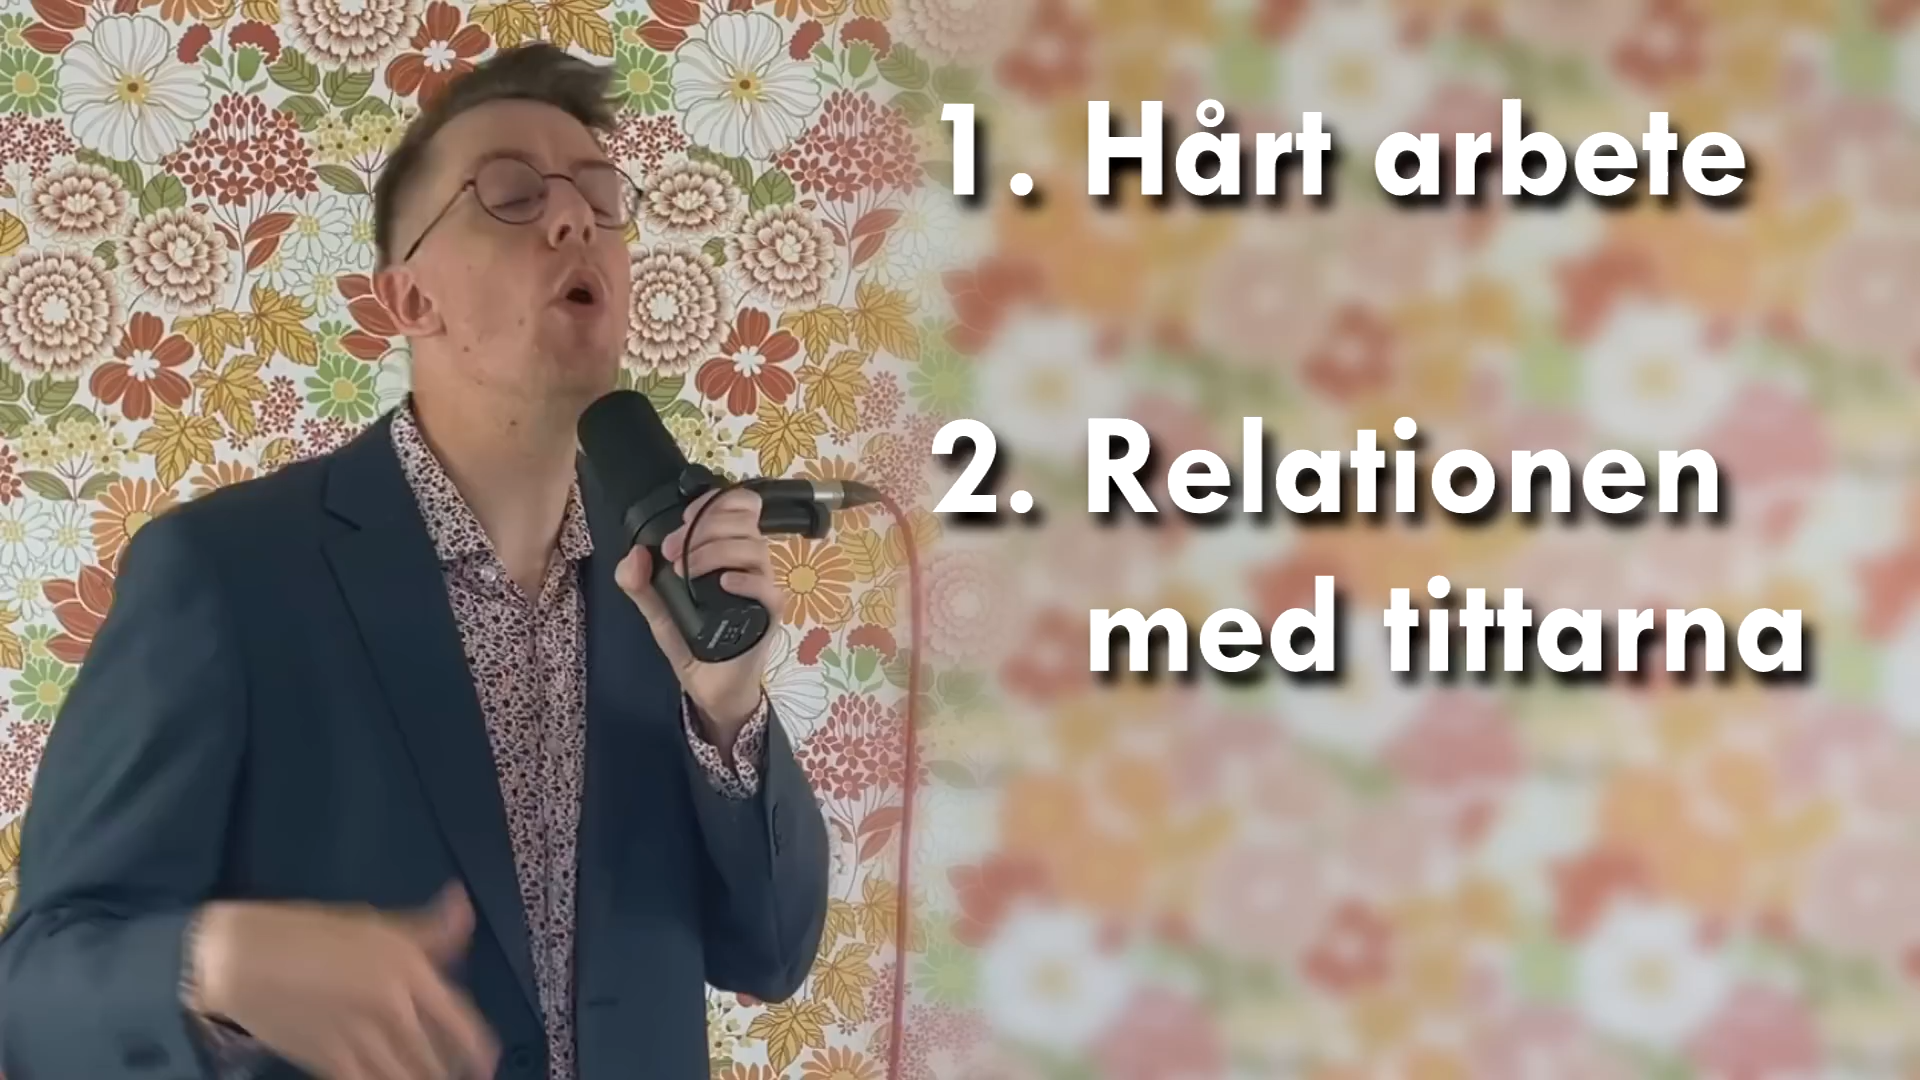 1. Hårt arbete
2. Relationen
med tittarna